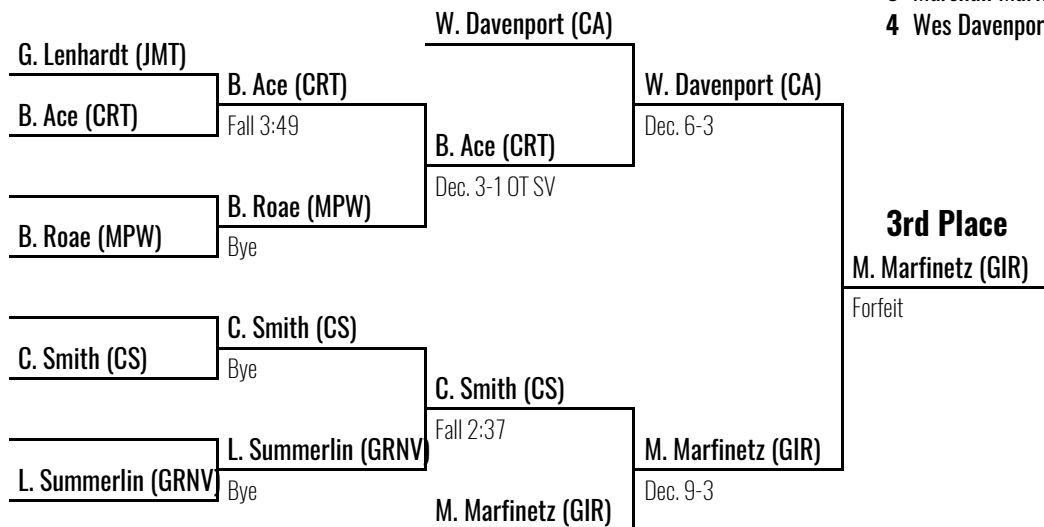 W. Davenport (CA)
4 Wes Davenpor
G. Lenhardt (JMT)
B. Ace (CRT)
B. Ace (CRT)
Fall 3:49
W. Davenport (CA)
Dec. 6-3
B. Ace (CRT)
Dec. 3-1 OT SV
B. Roae (MPW)
B. Roae (MPW)
Bye
3rd Place
M. Marfinetz (GIR)
Forfeit
C. Smith (CS)
C. Smith (CS)
Bye
C. Smith (CS)
Fall 2:37
L. Summerlin (GRNV)
L. Summerlin (GRNV)
Bye
M. Marfinetz (GIR)
Dec. 9-3
M. Marfinetz (GIR)